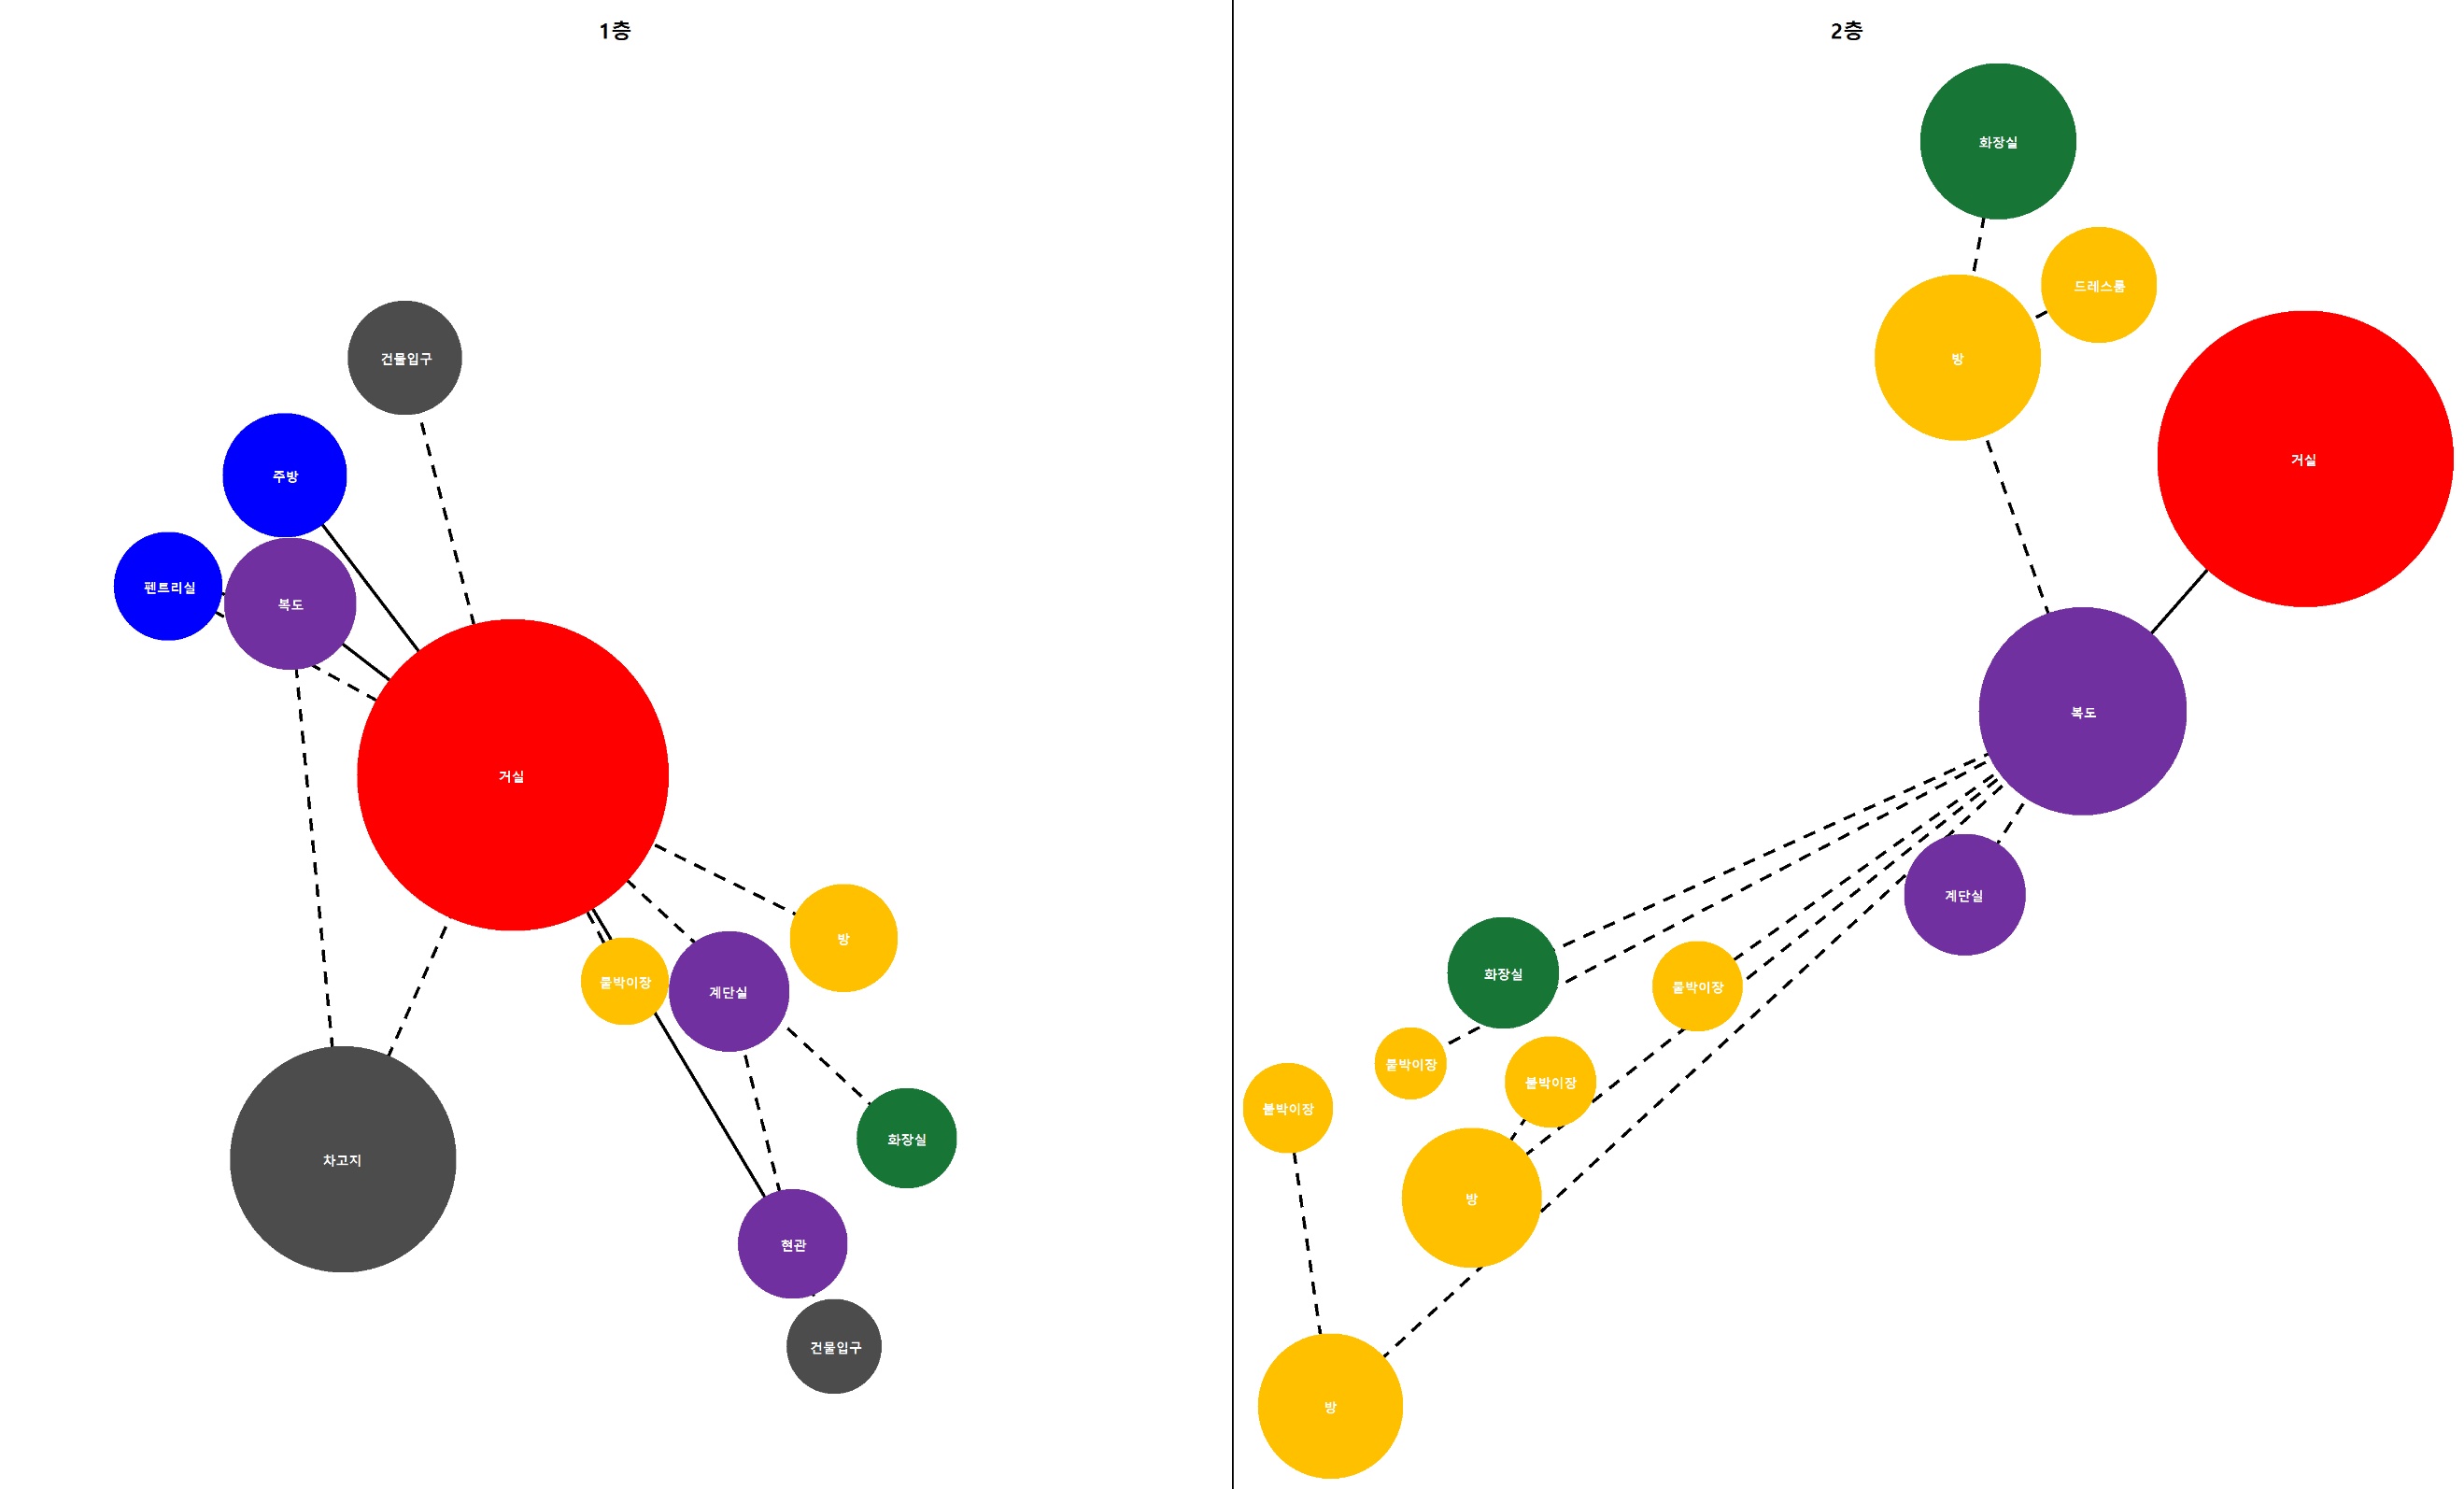 1층
건물입구
주방
펜트리실
복도
거실
방
붙박이장
계단실
화장실
차고지
현관
건물입구
2층
화장실
드레스룸
방
거실
복도
계단실
화장실
붙박이장
붙박이장
붙박이장
붙박이장
방
방